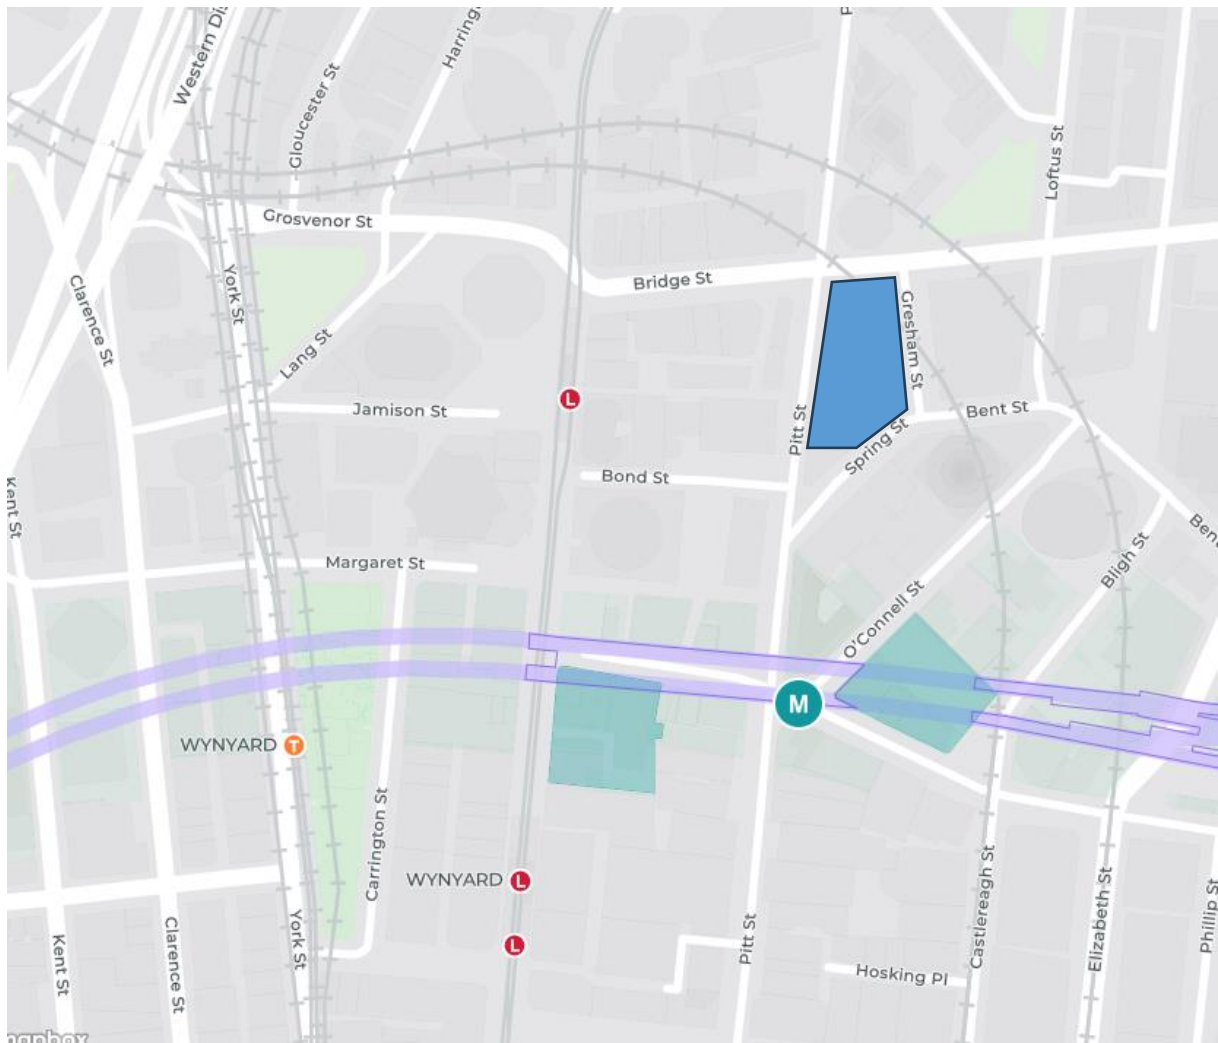 Western Dis
Gloucester St
Harring
P
Loftus St
Grosvenor St
Bridge St
York St
Clarence St
Lang St
Gresham St
Jamison St
L
Bent St
Pitt St
Spring St
Bond St
Kent St
Bent
Margaret St
Bligh St
O'Connell St
M
WYNYARD T
Carrington St
WYNYARD L
L
Pitt St
Castlereagh St
Elizabeth St
Phillip St
York St
Clarence St
Kent St
Hosking Pl
mapbox